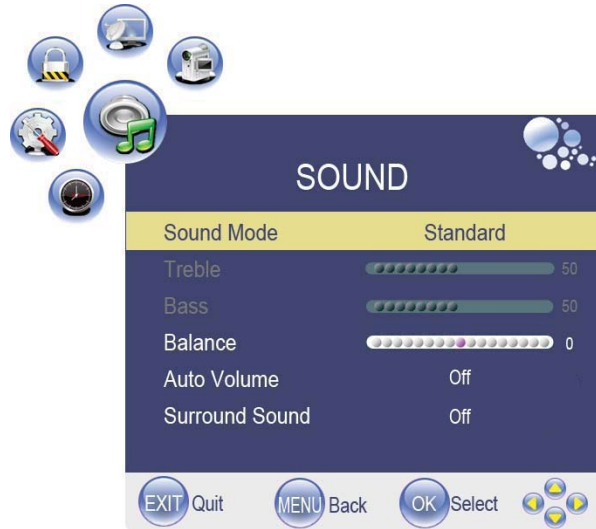 SOUND
Sound Mode Standard
Treble 50
Bass 50
Balance 0
Auto Volume Off
Surround Sound Off
EXIT Quit MENU Back OK Select